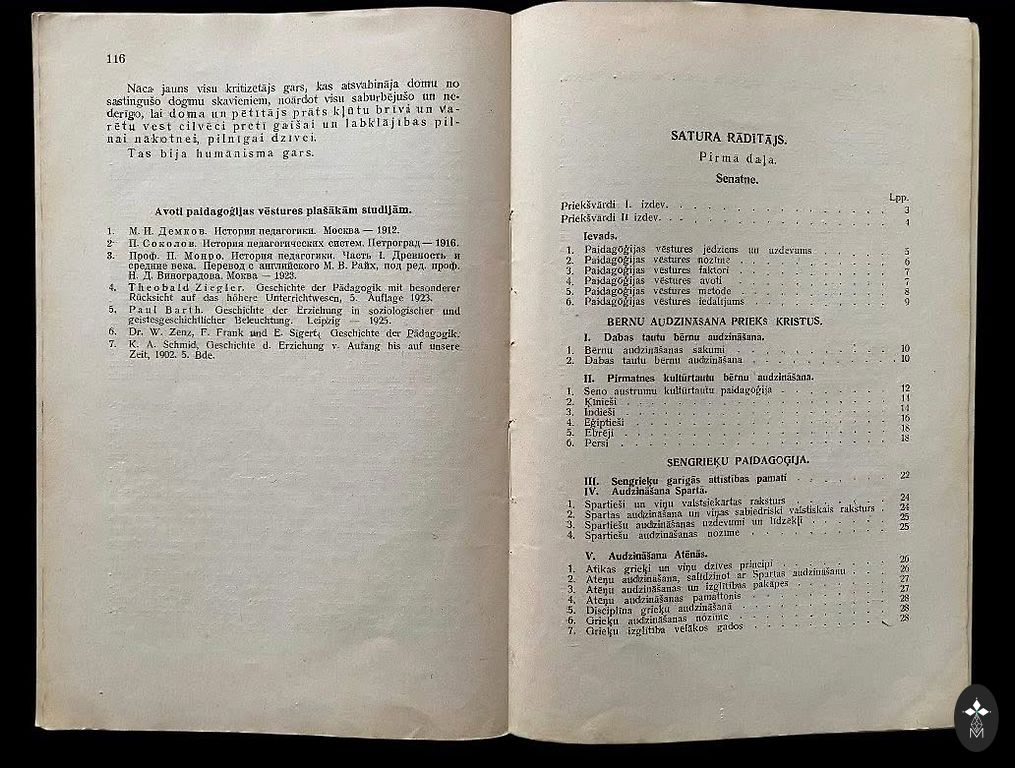 116
Nāca jauns visu kritizētājs gars, kas atsvabināja domu no
sastingušo dogmu skavieniem, noārdot visu saburbējušo un ne-
derīgo, lai doma un pētītājs prāts kļūtu brīvi un va-
rētu vest cilvēci pretī gaišai un labklājības pil-
nai nākotnei, pilnīgai dzīvei.
Tas bija humānisma gars.
Avoti paidagoģijas vēstures plašākām studijām.
1. М. И. Демков. История педагогики. Москва — 1912.
2. П. Соколов. История педагогических систем. Петроград — 1916.
3. Проф. П. Монро. История педагогики. Часть I. Древность и
средние века. Перевод с английского М. В. Райх, под ред. проф.
Н. Д. Виноградова. Моква — 1923.
4. Theobald Ziegler. Geschichte der Pädagogik mit besonderer
Rücksicht auf das höhere Unterrichtwesen, 5. Auflage 1923.
5. Paul Barth. Geschichte der Erziehung in soziologischer und
geistesgeschichtlicher Beleuchtung. Leipzig — 1925.
6. Dr. W. Zenz, F. Frank und E. Sigert, Geschichte der Pädagogik.
7. K. A. Schmid, Geschichte d. Erziehung v. Aufang bis auf unsere
Zeit, 1902. 5. Bde.
SATURA RĀDĪTĀJS.
Pirmā daļa.
Senatne.
Lpp.
Priekšvārdi I. izdev. 3
Priekšvārdi II izdev. 4
Ievads.
1. Paidagōģijas vēstures jēdziens un uzdevums 5
2. Paidagōģijas vēstures nozīme 6
3. Paidagōģijas vēstures faktori 7
4. Paidagōģijas vēstures avoti 7
5. Paidagōģijas vēstures metode 8
6. Paidagōģijas vēstures iedalījums 9
BĒRNU AUDZINĀŠANA PRIEKŠ KRISTUS.
I. Dabas tautu bērnu audzināšana.
1. Bērnu audzināšanas sākumi 10
2. Dabas tautu bērnu audzināšana 10
II. Pirmatnes kultūrtautu bērnu audzināšana.
1. Seno austrumu kultūrtautu paidagoģija 12
2. Ķīnieši 14
3. Indieši 14
4. Ēģiptieši 16
5. Ebrēji 18
6. Persi 18
SENGRIEĶU PAIDAGOĢIJA.
III. Sengrieķu garīgās attīstības pamati 22
IV. Audzināšana Spartā.
1. Spartieši un viņu valstsiekārtas raksturs 24
2. Spartas audzināšana un viņas sabiedriski valstiskais raksturs 24
3. Spartiešu audzināšanas uzdevumi un līdzekļi 25
4. Spartiešu audzināšanas nozīme 25
V. Audzināšana Atēnās.
1. Atikas grieķi un viņu dzīves principi 26
2. Atēņu audzināšana, salīdzinot ar Spartas audzināšanu 26
3. Atēņu audzināšanas un izglītības pakāpes 27
4. Atēņu audzināšanas pamattonis 27
5. Disciplīna grieķu audzināšanā 28
6. Grieķu audzināšanas nozīme 28
7. Grieķu izglītība vēlākos gados 28
M